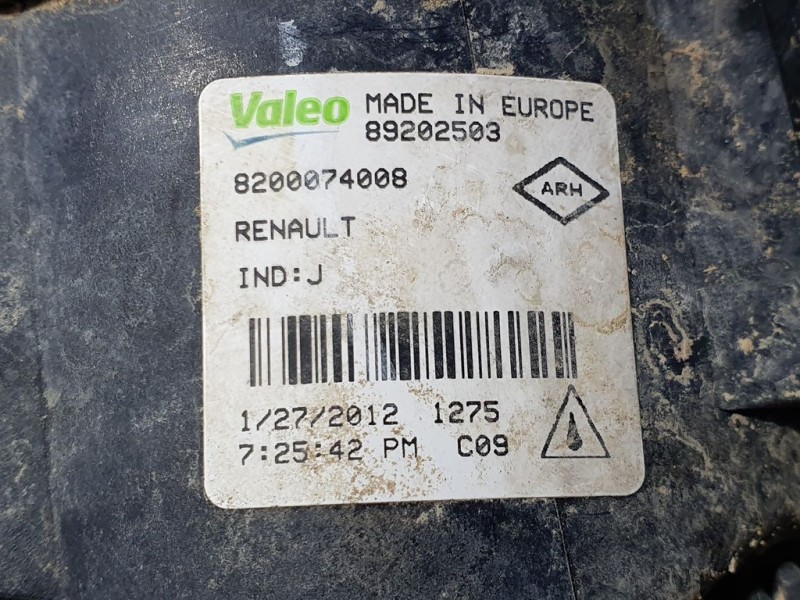 Valeo MADE IN EUROPE
89202503
8200074008
ARH
RENAULT
IND:J
1/27/2012 1275
7:25:42 PM C09